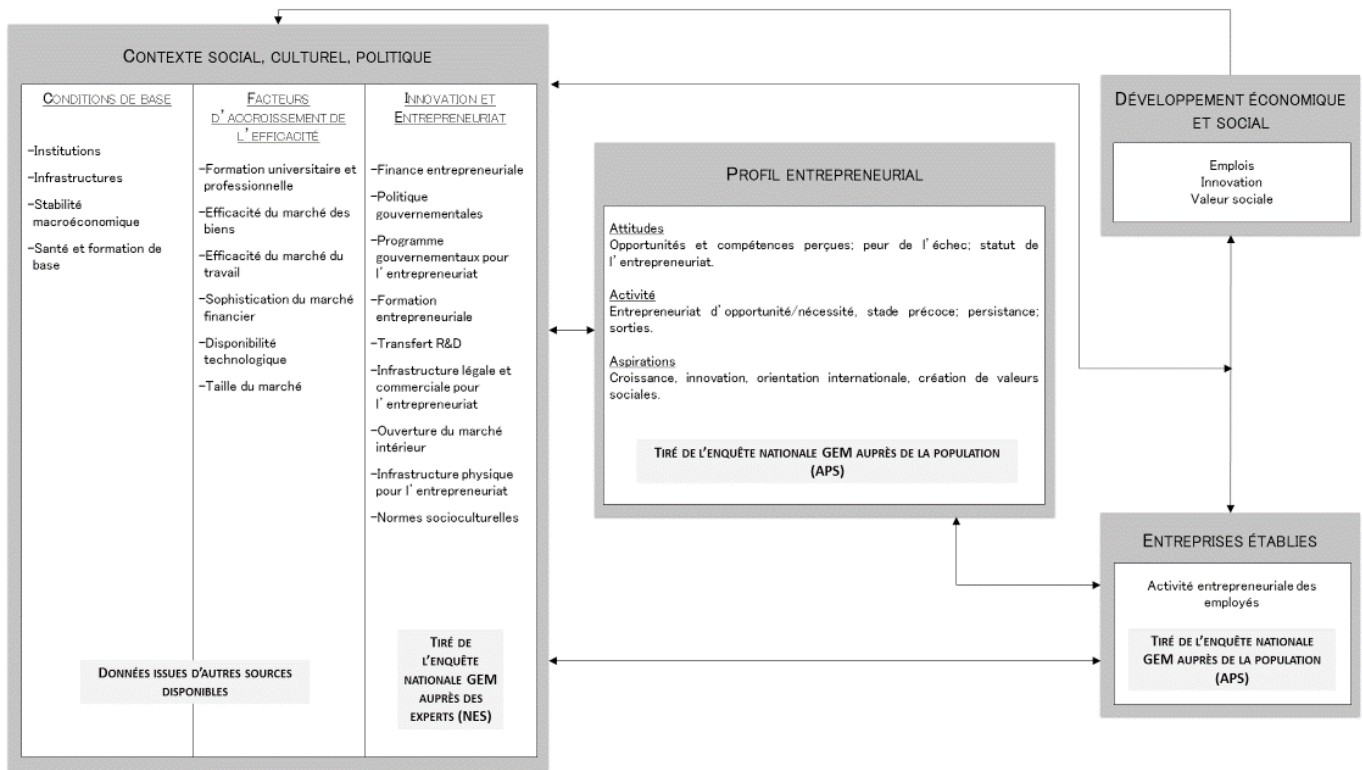 CONTEXTE SOCIAL, CULTUREL, POLITIQUE
CONDITIONS DE BASE
-Institutions
-Infrastructures
-Stabilité
macroéconomique
-Santé et formation de
base
FACTEURS
D'ACCROISSEMENT DE
L'EFFICACITÉ
-Formation universitaire et
professionnelle
-Efficacité du marché des
biens
-Efficacité du marché du
travail
-Sophistication du marché
financier
-Disponibilité
technologique
-Taille du marché
DONNÉES ISSUES D'AUTRES SOURCES
DISPONIBLES
INNOVATION ET
ENTREPRENEURIAT
-Finance entrepreneuriale
-Politique
gouvernementales
-Programme
gouvernementaux pour
l'entrepreneuriat
-Formation
entrepreneuriale
-Transfert R&D
-Infrastructure légale et
commerciale pour
l'entrepreneuriat
-Ouverture du marché
intérieur
-Infrastructure physique
pour l'entrepreneuriat
-Normes socioculturelles
TIRÉ DE
L'ENQUÊTE
NATIONALE GEM
AUPRÈS DES
EXPERTS (NES)
PROFIL ENTREPRENEURIAL
Attitudes
Opportunités et compétences perçues; peur de l'échec; statut de
l'entrepreneuriat.
Activité
Entrepreneuriat d'opportunité/nécessité, stade précoce; persistance;
sorties.
Aspirations
Croissance, innovation, orientation internationale, création de valeurs
sociales.
TIRÉ DE L'ENQUÊTE NATIONALE GEM AUPRÈS DE LA POPULATION
(APS)
DÉVELOPPEMENT ÉCONOMIQUE
ET SOCIAL
Emplois
Innovation
Valeur sociale
ENTREPRISES ÉTABLIES
Activité entrepreneuriale des
employés
TIRÉ DE L'ENQUÊTE NATIONALE
GEM AUPRÈS DE LA POPULATION
(APS)